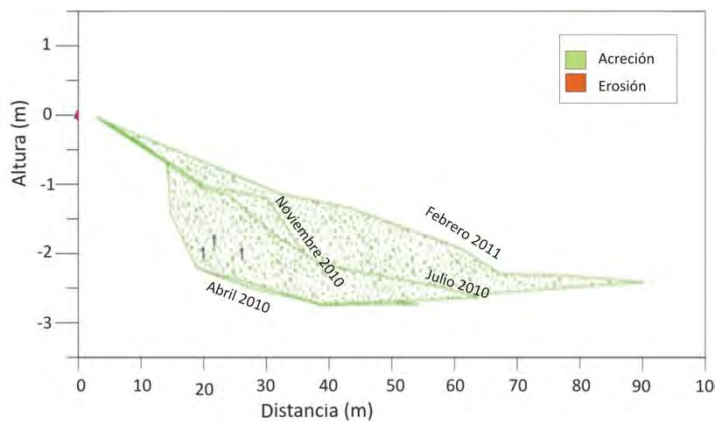 Altura (m)
1
0
-1
-2
-3
Acreción
Erosión
Noviembre 2010
Febrero 2011
Abril 2010
Julio 2010
0 10 20 30 40 50 60 70 80 90 10
Distancia (m)